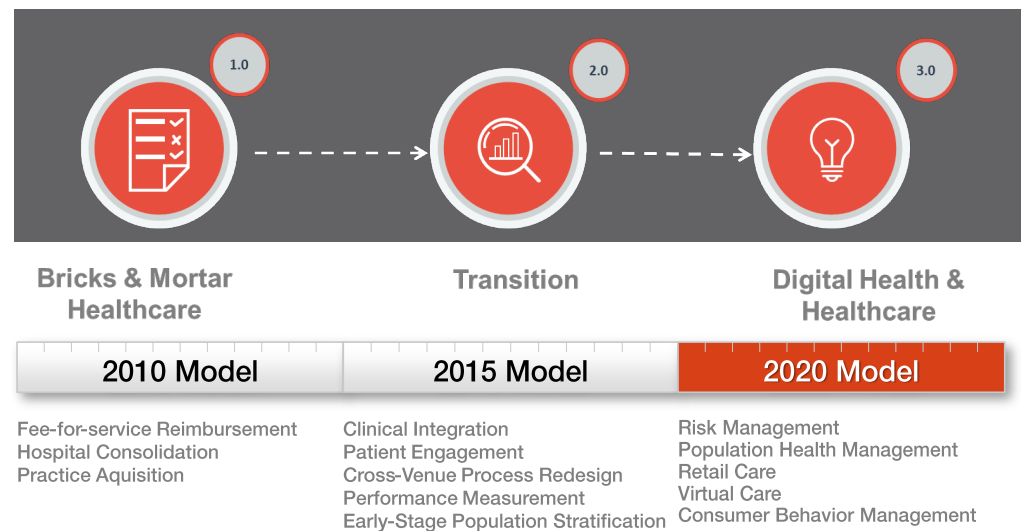 1.0
2.0
3.0
Bricks & Mortar
Healthcare
Transition
Digital Health &
Healthcare
2010 Model
2015 Model
2020 Model
Fee-for-service Reimbursement
Hospital Consolidation
Practice Aquisition
Clinical Integration
Patient Engagement
Cross-Venue Process Redesign
Performance Measurement
Early-Stage Population Stratification
Risk Management
Population Health Management
Retail Care
Virtual Care
Consumer Behavior Management